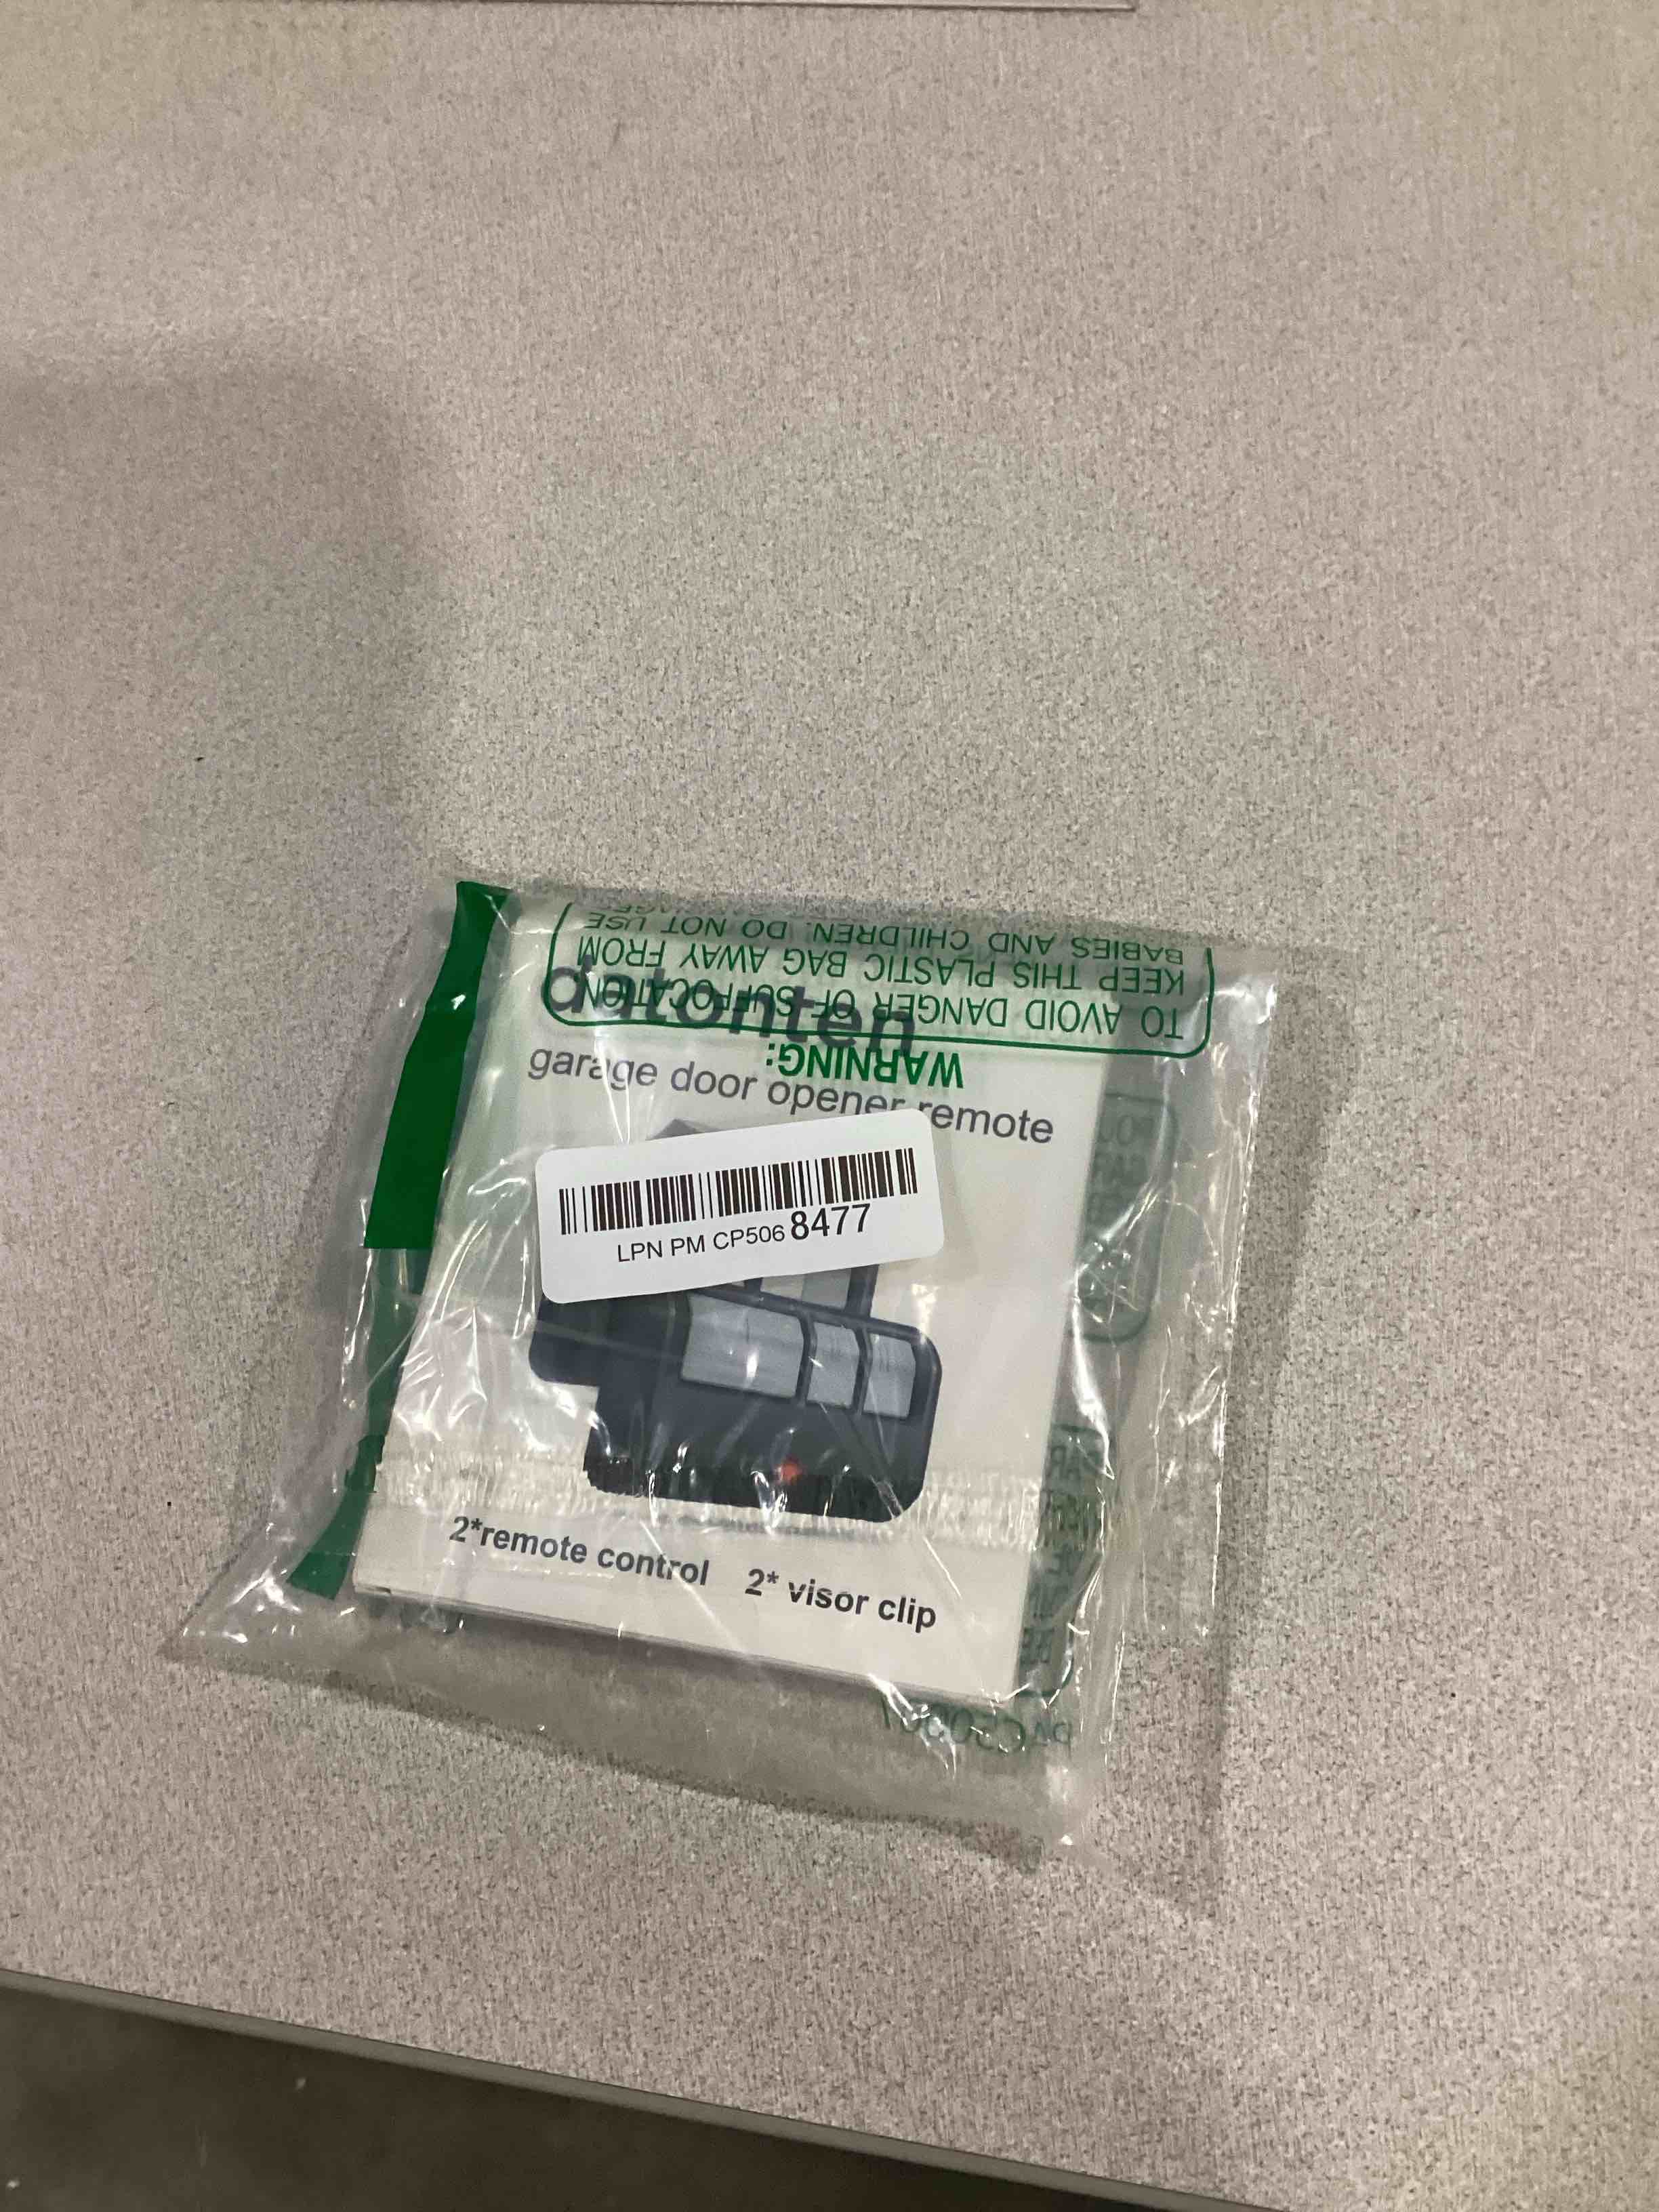 datonten
garage door opener remote
LPN PM CP506 8477
2*remote control 2* visor clip
WARNING:
TO AVOID DANGER OF SUFFOCATION,
KEEP THIS PLASTIC BAG AWAY FROM
BABIES AND CHILDREN. DO NOT USE